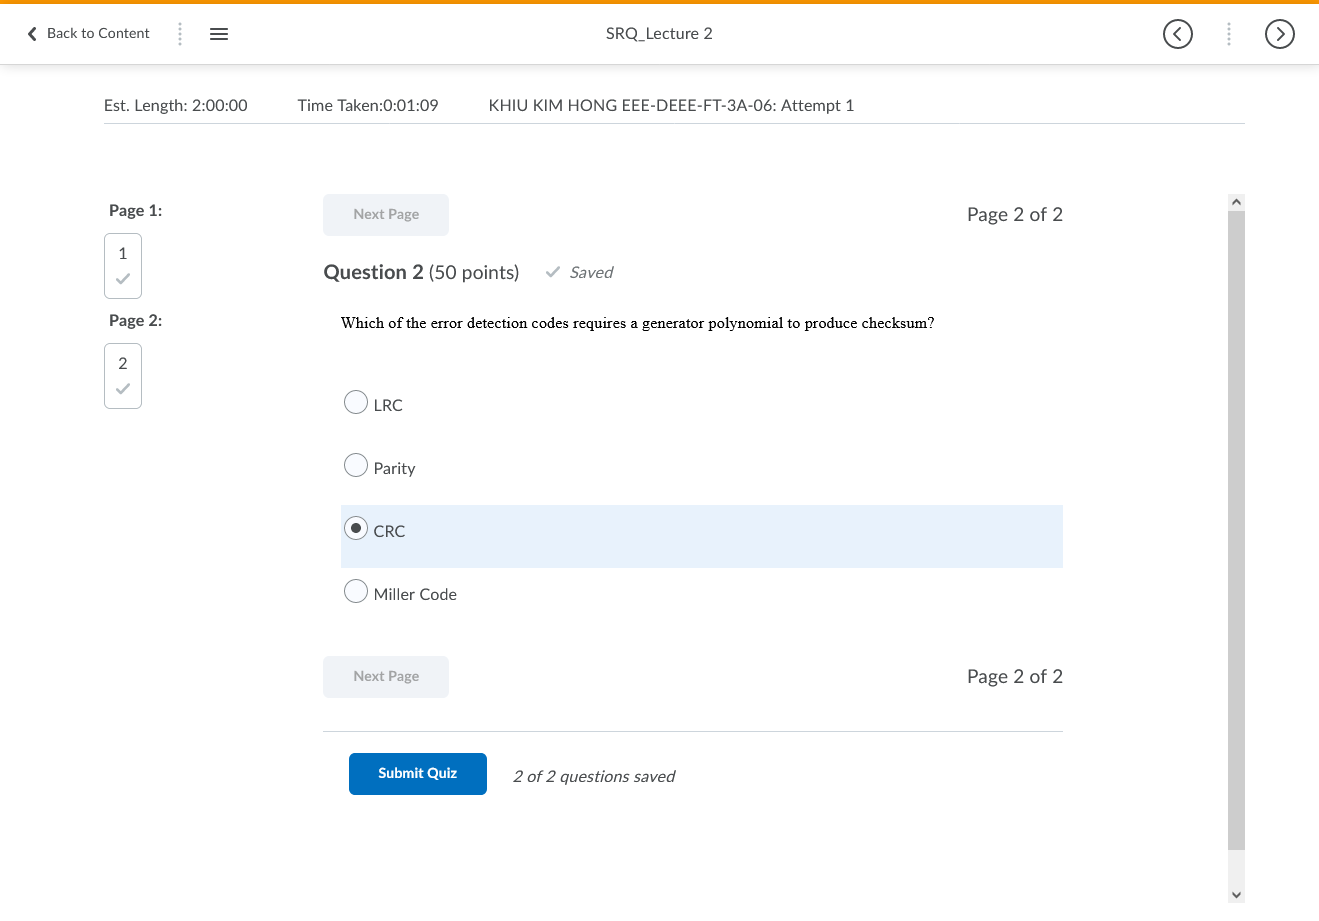 Back to Content
SRQ_Lecture 2
Est. Length: 2:00:00 Time Taken:0:01:09 KHIU KIM HONG EEE-DEEE-FT-3A-06: Attempt 1
Page 1:
1
Page 2:
2
Next Page
Page 2 of 2
Question 2 (50 points) Saved
Which of the error detection codes requires a generator polynomial to produce checksum?
LRC
Parity
CRC
Miller Code
Next Page
Page 2 of 2
Submit Quiz
2 of 2 questions saved